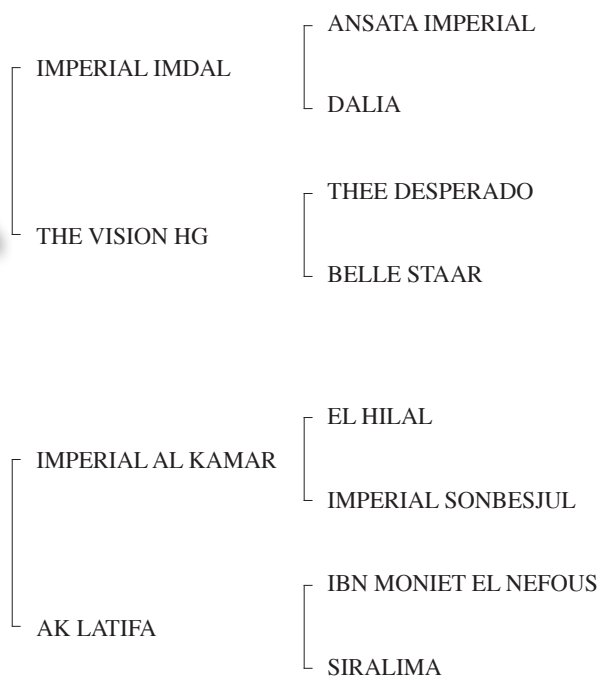 ANSATA IMPERIAL
IMPERIAL IMDAL
DALIA
THEE DESPERADO
THE VISION HG
BELLE STAAR
EL HILAL
IMPERIAL AL KAMAR
IMPERIAL SONBESJUL
IBN MONIET EL NEFOUS
AK LATIFA
SIRALIMA